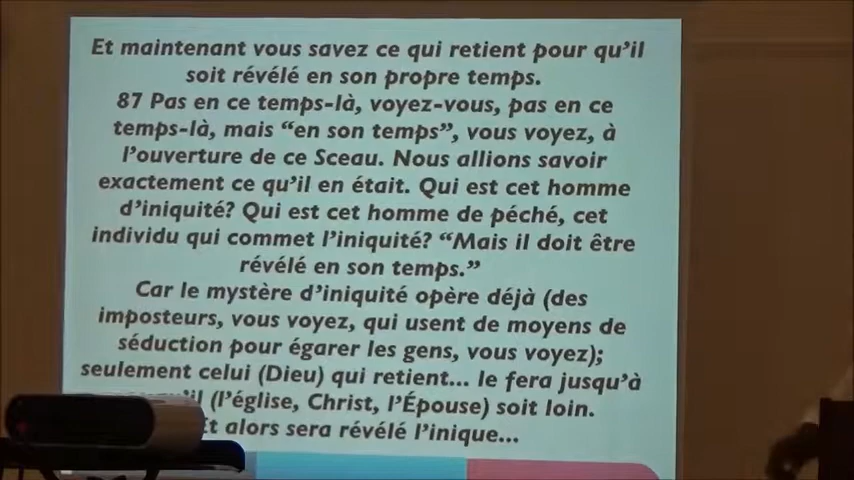 Et maintenant vous savez ce qui retient pour qu’il
soit révélé en son propre temps.
87 Pas en ce temps-là, voyez-vous, pas en ce
temps-là, mais “en son temps”, vous voyez, à
l’ouverture de ce Sceau. Nous allions savoir
exactement ce qu’il en était. Qui est cet homme
d’iniquité? Qui est cet homme de péché, cet
individu qui commet l’iniquité? “Mais il doit être
révélé en son temps.”
Car le mystère d’iniquité opère déjà (des
imposteurs, vous voyez, qui usent de moyens de
séduction pour égarer les gens, vous voyez);
seulement celui (Dieu) qui retient... le fera jusqu’à
(l’église, Christ, l’Épouse) soit loin.
Et alors sera révélé l’inique...